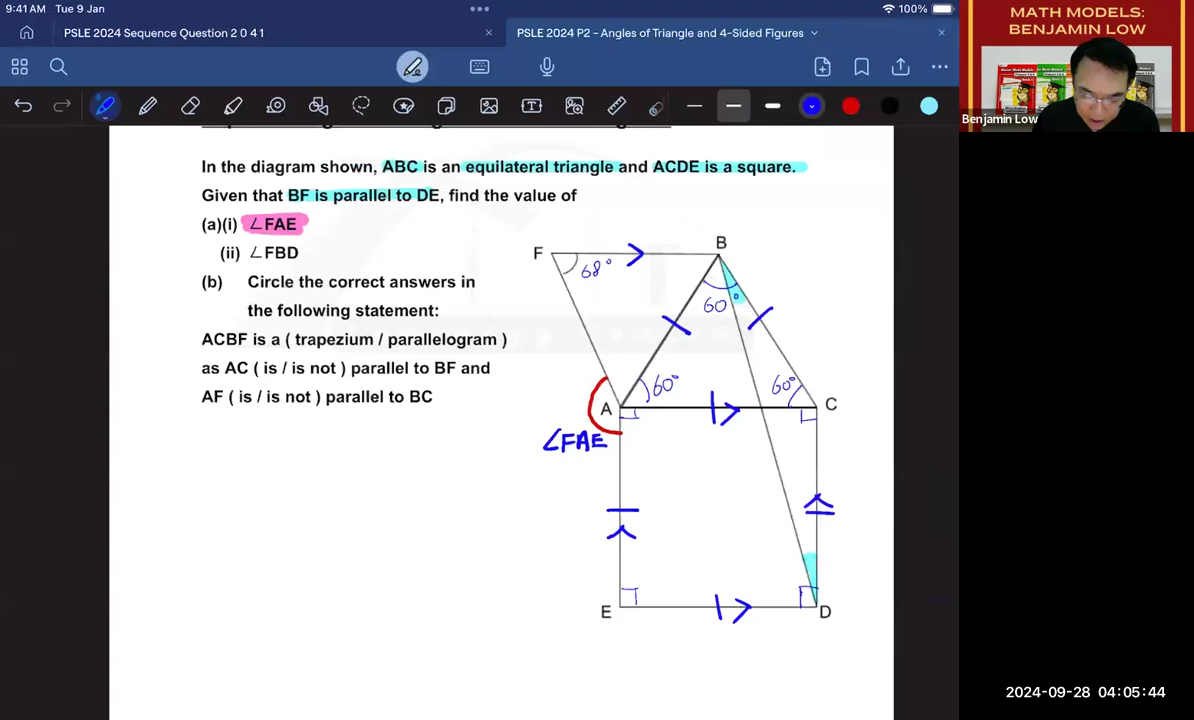 9:41 AM Tue 9 Jan
100%
PSLE 2024 Sequence Question 2 0 4 1
PSLE 2024 P2 - Angles of Triangle and 4-Sided Figures
MATH MODELS:
BENJAMIN LOW
Benjamin Low
In the diagram shown, ABC is an equilateral triangle and ACDE is a square.
Given that BF is parallel to DE, find the value of
(a)(i) ∠FAE
(ii) ∠FBD
(b) Circle the correct answers in
the following statement:
ACBF is a ( trapezium / parallelogram )
as AC ( is / is not ) parallel to BF and
AF ( is / is not ) parallel to BC
B
F
68°
60°
60°
60°
A
C
∠FAE
E
D
2024-09-28 04:05:44